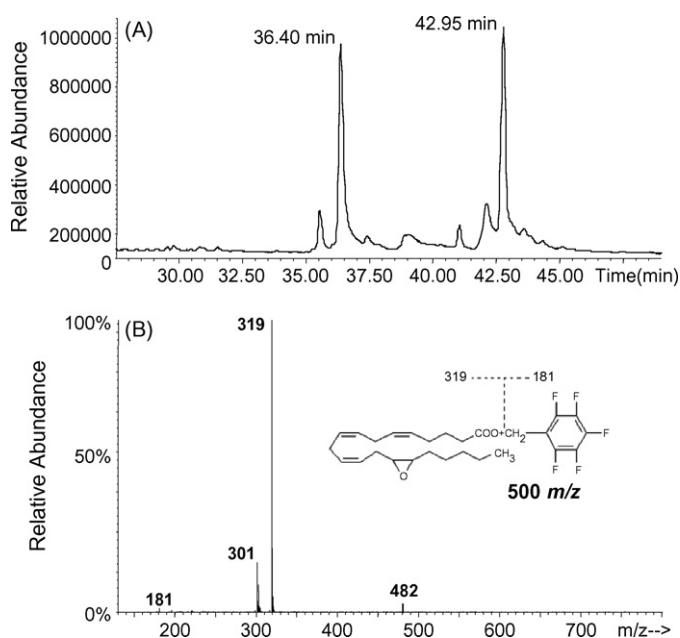 (A)
36.40 min
42.95 min
Relative Abundance
1000000
800000
600000
400000
200000
0
30.00 32.50 35.00 37.50 40.00 42.50 45.00 Time(min)
(B)
Relative Abundance
100%
50%
0%
319
301
181
482
319 181
COO CH2
F F F F F
CH3
O
500 m/z
200 300 400 500 600 700 m/z-->